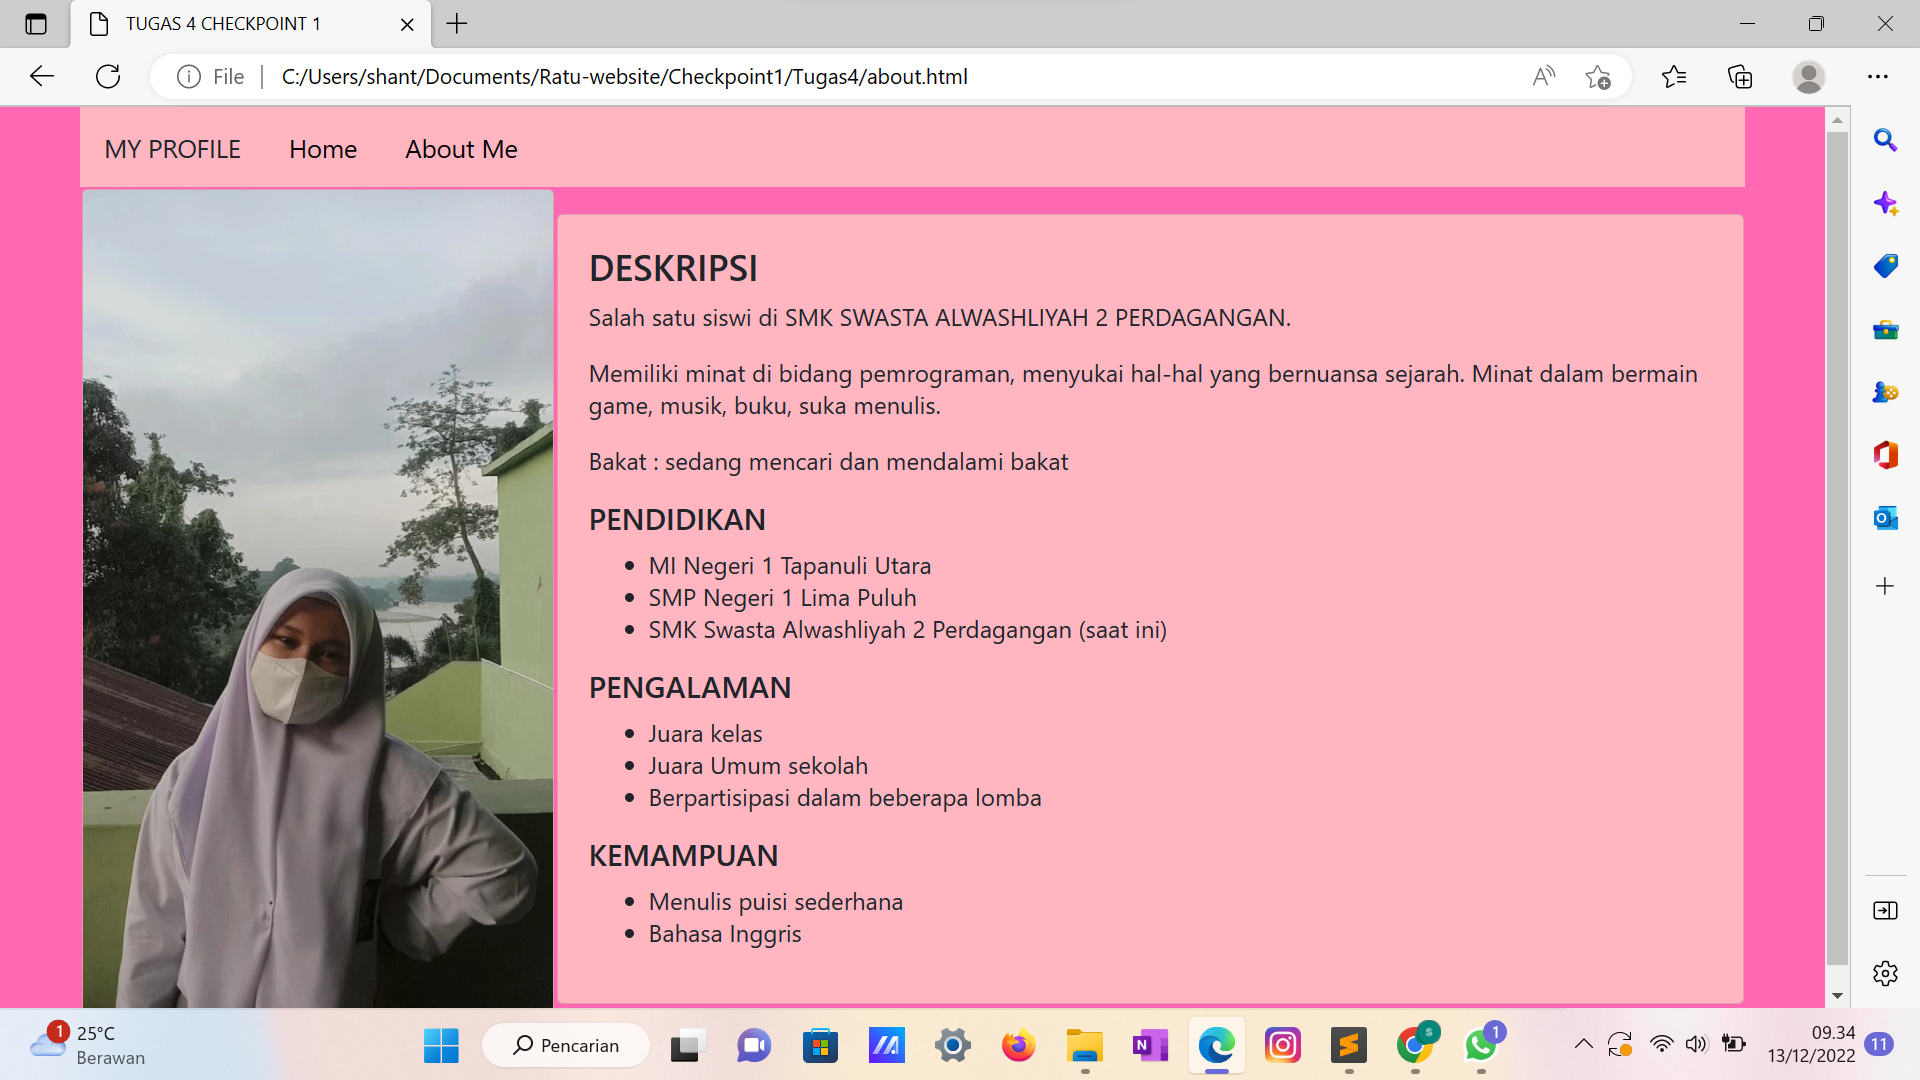 TUGAS 4 CHECKPOINT 1
File
C:/Users/shant/Documents/Ratu-website/Checkpoint1/Tugas4/about.html
MY PROFILE Home About Me
DESKRIPSI
Salah satu siswi di SMK SWASTA ALWASHLIYAH 2 PERDAGANGAN.
Memiliki minat di bidang pemrograman, menyukai hal-hal yang bernuansa sejarah. Minat dalam bermain
game, musik, buku, suka menulis.
Bakat : sedang mencari dan mendalami bakat
PENDIDIKAN
MI Negeri 1 Tapanuli Utara
SMP Negeri 1 Lima Puluh
SMK Swasta Alwashliyah 2 Perdagangan (saat ini)
PENGALAMAN
Juara kelas
Juara Umum sekolah
Berpartisipasi dalam beberapa lomba
KEMAMPUAN
Menulis puisi sederhana
Bahasa Inggris
1
25°C
Berawan
Pencarian
N
S
1
09.34
13/12/2022
11